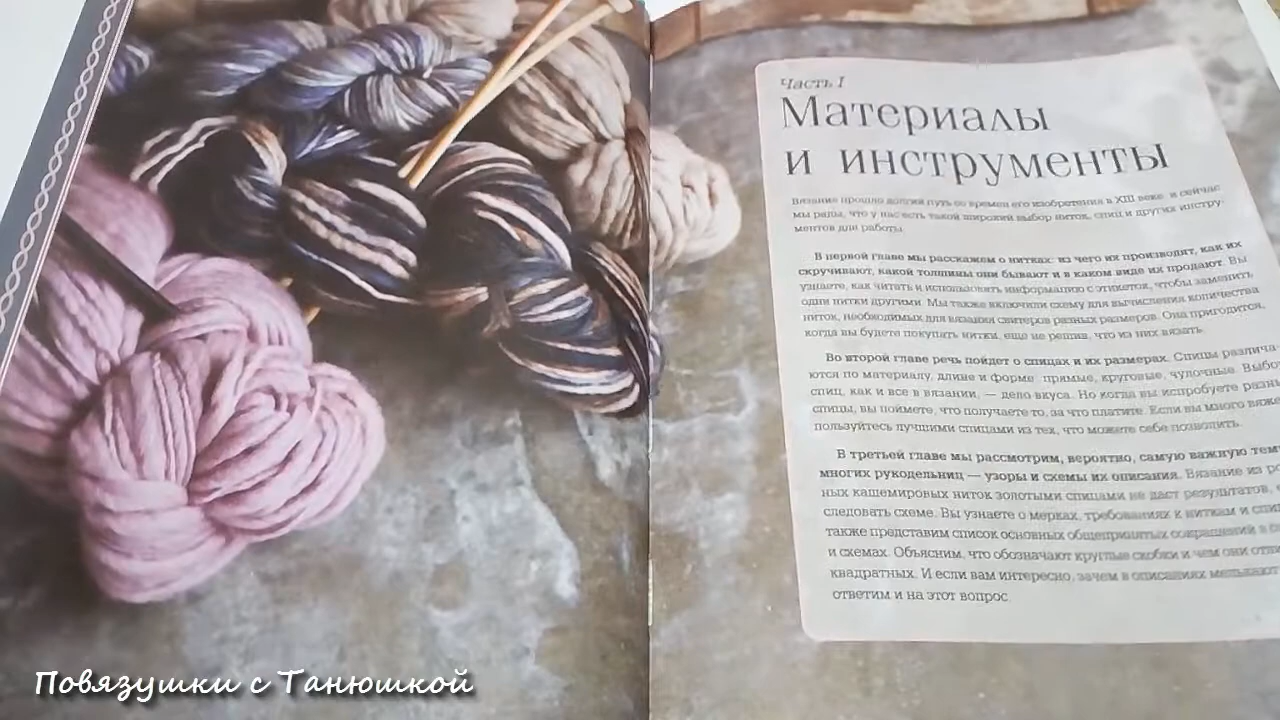 Часть I
Материалы
и инструменты
Вязание прошло долгий путь со времен его изобретения в XIII веке, и сейчас
мы рады, что у нас есть такой широкий выбор ниток, спиц и других инстру-
ментов для работы.
В первой главе мы расскажем о нитках: из чего их производят, как их
скручивают, какой толщины они бывают и в каком виде их продают. Вы
узнаете, как читать и использовать информацию с этикеток, чтобы заменить
одни нитки другими. Мы также включили схему для вычисления количества
ниток, необходимых для вязания свитеров разных размеров. Она пригодится,
когда вы будете покупать нитки, еще не решив, что из них вязать.
Во второй главе речь пойдет о спицах и их размерах. Спицы различа-
ются по материалу, длине и форме: прямые, круговые, чулочные. Выбо
спиц, как и все в вязании, — дело вкуса. Но когда вы испробуете разн
спицы, вы поймете, что получаете то, за что платите. Если вы много вяже
пользуйтесь лучшими спицами из тех, что можете себе позволить.
В третьей главе мы рассмотрим, вероятно, самую важную тем
многих рукодельниц — узоры и схемы их описания. Вязание из
ных кашемировых ниток золотыми спицами не даст результатов,
следовать схеме. Вы узнаете о мерках, требованиях к ниткам и спи
также представим список основных общепринятых сокращений в
и схемах. Объясним, что обозначают круглые скобки и чем они отли
квадратных. И если вам интересно, зачем в описаниях мелькают
ответим и на этот вопрос.
Повязушки с Танюшкой